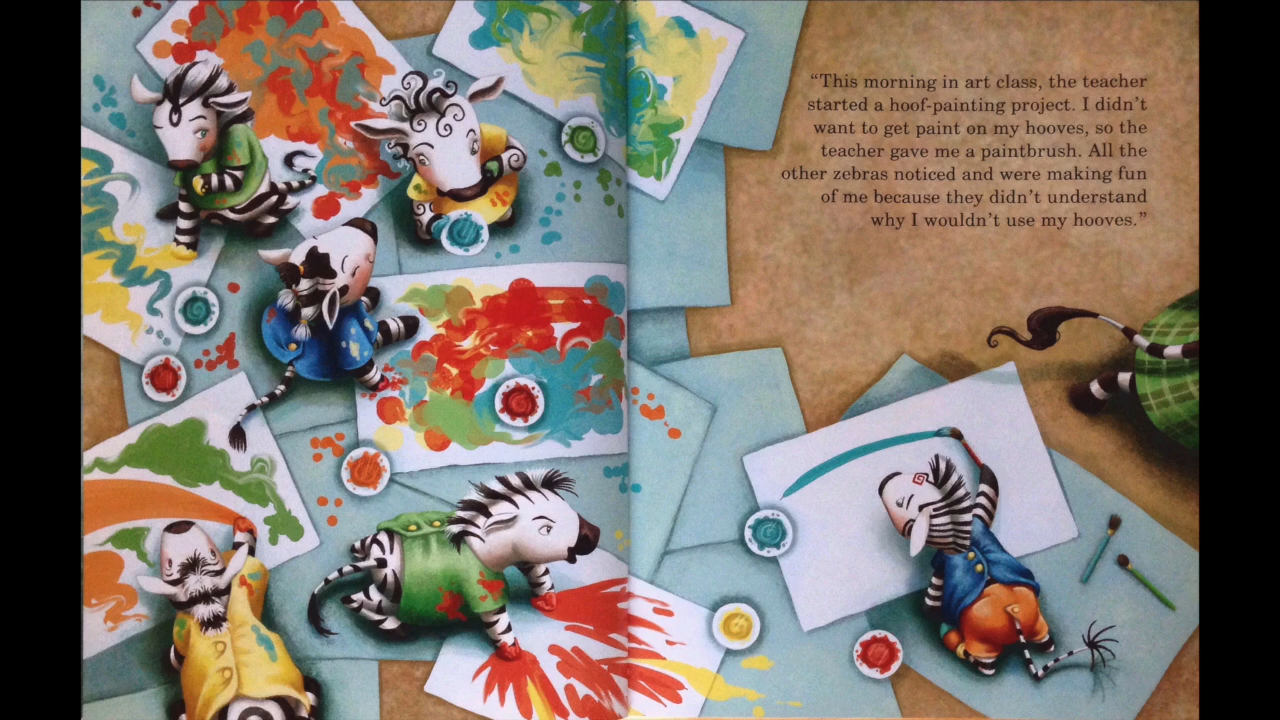 “This morning in art class, the teacher
started a hoof-painting project. I didn’t
want to get paint on my hooves, so the
teacher gave me a paintbrush. All the
other zebras noticed and were making fun
of me because they didn’t understand
why I wouldn’t use my hooves.”